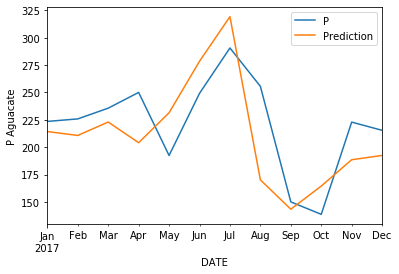 P
Prediction
325
300
275
250
225
200
175
150
P Aguacate
Jan Feb Mar Apr May Jun Jul Aug Sep Oct Nov Dec
2017
DATE